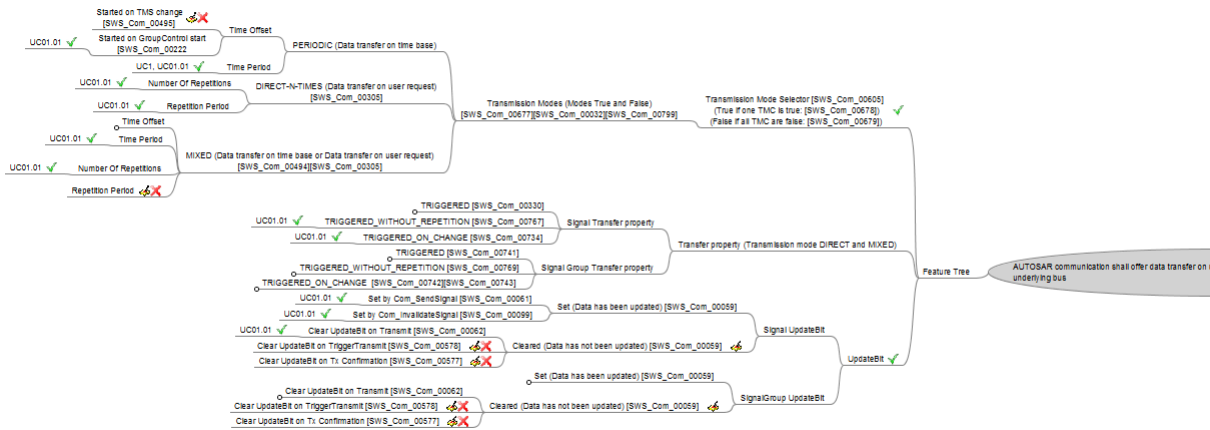 Started on TMS change
[SWS_Com_00495]
Time Offset
UC01.01
Started on GroupControl start
[SWS_Com_00222
PERIODIC (Data transfer on time base)
UC1, UC01.01
Time Period
UC01.01
Number Of Repetitions
DIRECT-N-TIMES (Data transfer on user request)
[SWS_Com_00305]
UC01.01
Repetition Period
Transmission Modes (Modes True and False)
[SWS_Com_00677][SWS_Com_00032][SWS_Com_00799]
Transmission Mode Selector [SWS_Com_00605]
(True if one TMC is true: [SWS_Com_00678])
(False if all TMC are false: [SWS_Com_00679])
Time Offset
UC01.01
Time Period
MIXED (Data transfer on time base or Data transfer on user request)
[SWS_Com_00494][SWS_Com_00305]
UC01.01
Number Of Repetitions
Repetition Period
TRIGGERED [SWS_Com_00330]
UC01.01
TRIGGERED_WITHOUT_REPETITION [SWS_Com_00767]
Signal Transfer property
UC01.01
TRIGGERED_ON_CHANGE [SWS_Com_00734]
Transfer property (Transmission mode DIRECT and MIXED)
TRIGGERED [SWS_Com_00741]
TRIGGERED_WITHOUT_REPETITION [SWS_Com_00769]
Signal Group Transfer property
TRIGGERED_ON_CHANGE [SWS_Com_00742][SWS_Com_00743]
Feature Tree
AUTOSAR communication shall offer data transfer on
underlying bus
UC01.01
Set by Com_SendSignal [SWS_Com_00061]
Set (Data has been updated) [SWS_Com_00059]
UC01.01
Set by Com_InvalidateSignal [SWS_Com_00099]
Signal UpdateBit
UC01.01
Clear UpdateBit on Transmit [SWS_Com_00062]
Clear UpdateBit on TriggerTransmit [SWS_Com_00578]
Cleared (Data has not been updated) [SWS_Com_00059]
Clear UpdateBit on Tx Confirmation [SWS_Com_00577]
UpdateBit
Set (Data has been updated) [SWS_Com_00059]
SignalGroup UpdateBit
Clear UpdateBit on Transmit [SWS_Com_00062]
Clear UpdateBit on TriggerTransmit [SWS_Com_00578]
Cleared (Data has not been updated) [SWS_Com_00059]
Clear UpdateBit on Tx Confirmation [SWS_Com_00577]